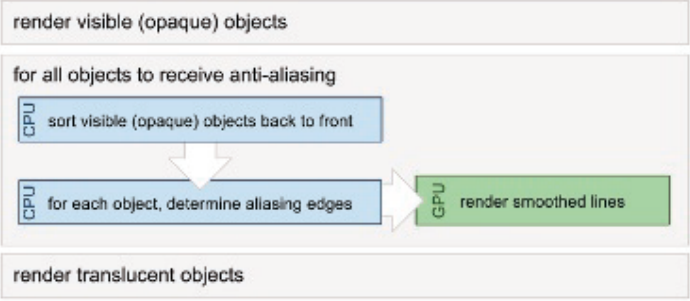 render visible (opaque) objects
for all objects to receive anti-aliasing
CPU
sort visible (opaque) objects back to front
CPU
for each object, determine aliasing edges
GPU
render smoothed lines
render translucent objects